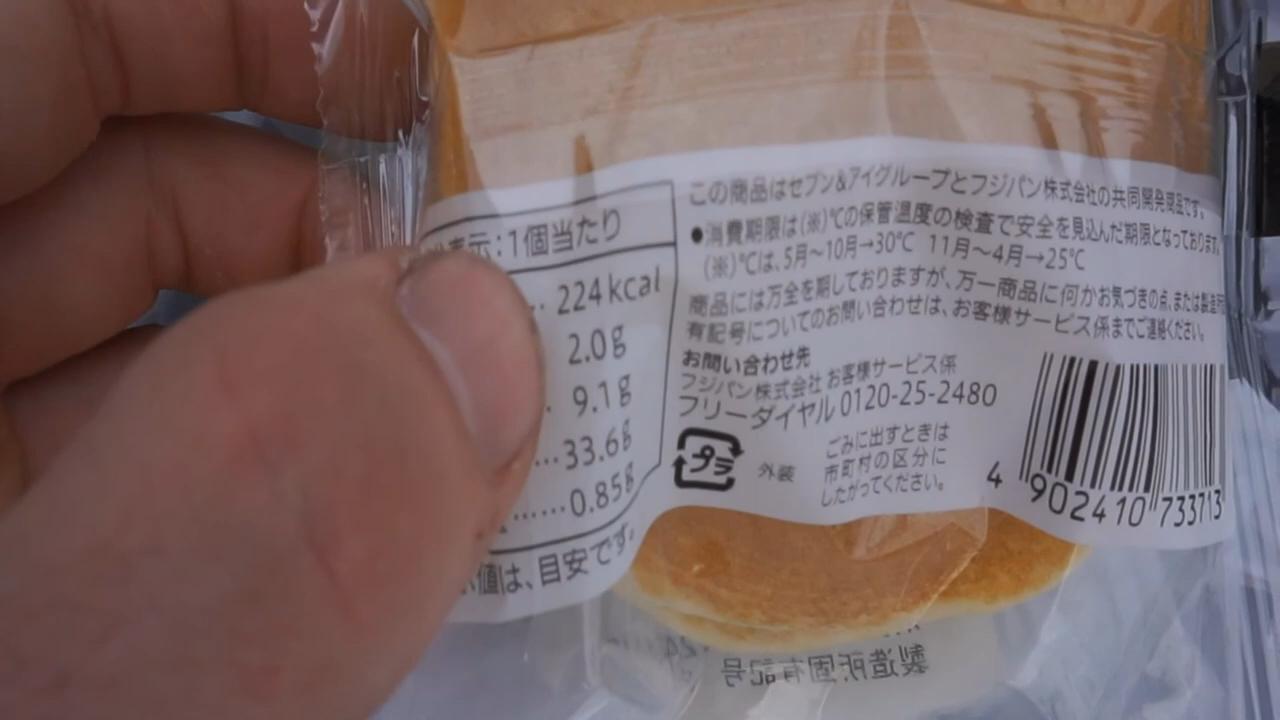 表示:1個当たり
224kcal
2.0g
9.1g
33.6g
0.85g
値は、目安です。
この商品はセブン&アイグループとフジパン株式会社の共同開発商品です。
●消費期限は(※)℃の保管温度の検査で安全を見込んだ期限となっております。
(※)℃は、5月～10月→30℃ 11月～4月→25℃
商品には万全を期しておりますが、万一商品に何かお気づきの点、または製造所
有記号についてのお問い合わせは、お客様サービス係までご連絡ください。
お問い合わせ先
フジパン株式会社 お客様サービス係
フリーダイヤル 0120-25-2480
プラ
外装
ごみに出すときは
市町村の区分に
したがってください。
4 902410 733713
製造所固有記号